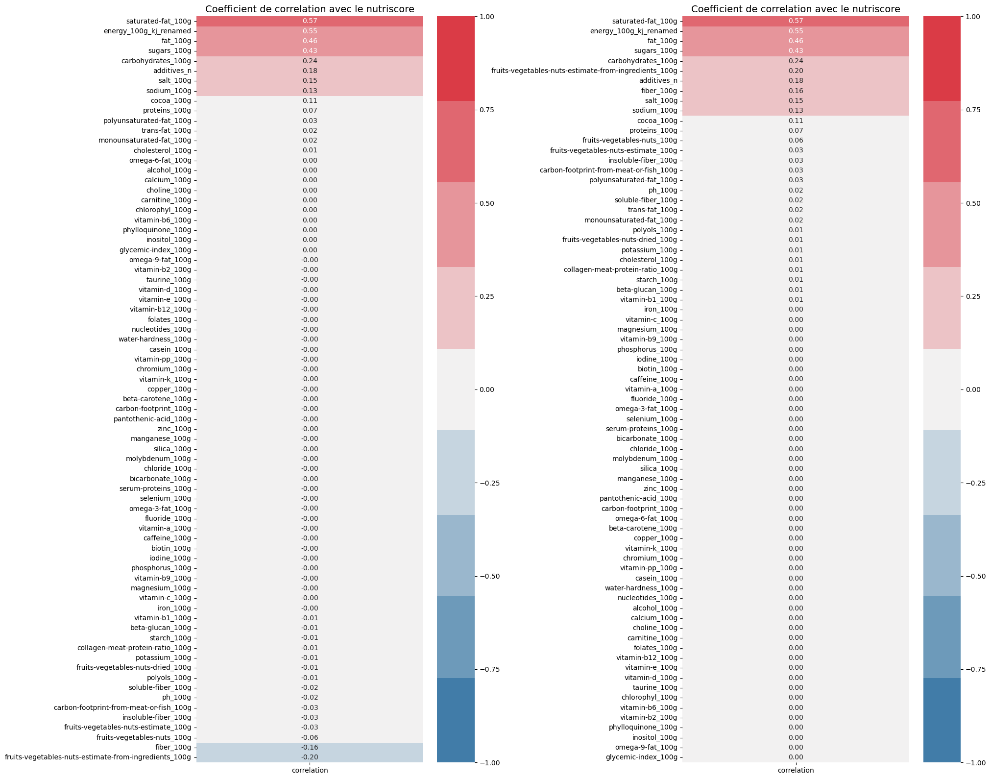 Coefficient de correlation avec le nutriscore
saturated-fat_100g 0.57
energy_100g_kj_renamed 0.55
fat_100g 0.46
sugars_100g 0.43
carbohydrates_100g 0.24
additives_n 0.18
salt_100g 0.15
sodium_100g 0.13
cocoa_100g 0.11
proteins_100g 0.07
polyunsaturated-fat_100g 0.03
trans-fat_100g 0.02
monounsaturated-fat_100g 0.02
cholesterol_100g 0.01
omega-6-fat_100g 0.00
alcohol_100g 0.00
calcium_100g 0.00
choline_100g 0.00
carnitine_100g 0.00
chlorophyl_100g 0.00
vitamin-b6_100g 0.00
phylloquinone_100g 0.00
inositol_100g 0.00
glycemic-index_100g 0.00
omega-9-fat_100g -0.00
vitamin-b2_100g -0.00
taurine_100g -0.00
vitamin-d_100g -0.00
vitamin-e_100g -0.00
vitamin-b12_100g -0.00
folates_100g -0.00
nucleotides_100g -0.00
water-hardness_100g -0.00
casein_100g -0.00
vitamin-pp_100g -0.00
chromium_100g -0.00
vitamin-k_100g -0.00
copper_100g -0.00
beta-carotene_100g -0.00
carbon-footprint_100g -0.00
pantothenic-acid_100g -0.00
zinc_100g -0.00
manganese_100g -0.00
silica_100g -0.00
molybdenum_100g -0.00
chloride_100g -0.00
bicarbonate_100g -0.00
serum-proteins_100g -0.00
selenium_100g -0.00
omega-3-fat_100g -0.00
fluoride_100g -0.00
vitamin-a_100g -0.00
caffeine_100g -0.00
biotin_100g -0.00
iodine_100g -0.00
phosphorus_100g -0.00
vitamin-b9_100g -0.00
magnesium_100g -0.00
vitamin-c_100g -0.00
iron_100g -0.00
vitamin-b1_100g -0.01
beta-glucan_100g -0.01
starch_100g -0.01
collagen-meat-protein-ratio_100g -0.01
potassium_100g -0.01
fruits-vegetables-nuts-dried_100g -0.01
polyols_100g -0.01
soluble-fiber_100g -0.02
ph_100g -0.02
carbon-footprint-from-meat-or-fish_100g -0.03
insoluble-fiber_100g -0.03
fruits-vegetables-nuts-estimate_100g -0.03
fruits-vegetables-nuts_100g -0.06
fiber_100g -0.16
fruits-vegetables-nuts-estimate-from-ingredients_100g -0.20
correlation
1.00
0.75
0.50
0.25
0.00
−0.25
−0.50
−0.75
−1.00
Coefficient de correlation avec le nutriscore
saturated-fat_100g 0.57
energy_100g_kj_renamed 0.55
fat_100g 0.46
sugars_100g 0.43
carbohydrates_100g 0.24
fruits-vegetables-nuts-estimate-from-ingredients_100g 0.20
additives_n 0.18
fiber_100g 0.16
salt_100g 0.15
sodium_100g 0.13
cocoa_100g 0.11
proteins_100g 0.07
fruits-vegetables-nuts_100g 0.06
fruits-vegetables-nuts-estimate_100g 0.03
insoluble-fiber_100g 0.03
carbon-footprint-from-meat-or-fish_100g 0.03
polyunsaturated-fat_100g 0.03
ph_100g 0.02
soluble-fiber_100g 0.02
trans-fat_100g 0.02
monounsaturated-fat_100g 0.02
polyols_100g 0.01
fruits-vegetables-nuts-dried_100g 0.01
potassium_100g 0.01
cholesterol_100g 0.01
collagen-meat-protein-ratio_100g 0.01
starch_100g 0.01
beta-glucan_100g 0.01
vitamin-b1_100g 0.01
iron_100g 0.00
vitamin-c_100g 0.00
magnesium_100g 0.00
vitamin-b9_100g 0.00
phosphorus_100g 0.00
iodine_100g 0.00
biotin_100g 0.00
caffeine_100g 0.00
vitamin-a_100g 0.00
fluoride_100g 0.00
omega-3-fat_100g 0.00
selenium_100g 0.00
serum-proteins_100g 0.00
bicarbonate_100g 0.00
chloride_100g 0.00
molybdenum_100g 0.00
silica_100g 0.00
manganese_100g 0.00
zinc_100g 0.00
pantothenic-acid_100g 0.00
carbon-footprint_100g 0.00
omega-6-fat_100g 0.00
beta-carotene_100g 0.00
copper_100g 0.00
vitamin-k_100g 0.00
chromium_100g 0.00
vitamin-pp_100g 0.00
casein_100g 0.00
water-hardness_100g 0.00
nucleotides_100g 0.00
alcohol_100g 0.00
calcium_100g 0.00
choline_100g 0.00
carnitine_100g 0.00
folates_100g 0.00
vitamin-b12_100g 0.00
vitamin-e_100g 0.00
vitamin-d_100g 0.00
taurine_100g 0.00
chlorophyl_100g 0.00
vitamin-b6_100g 0.00
vitamin-b2_100g 0.00
phylloquinone_100g 0.00
inositol_100g 0.00
omega-9-fat_100g 0.00
glycemic-index_100g 0.00
correlation
1.00
0.75
0.50
0.25
0.00
−0.25
−0.50
−0.75
−1.00